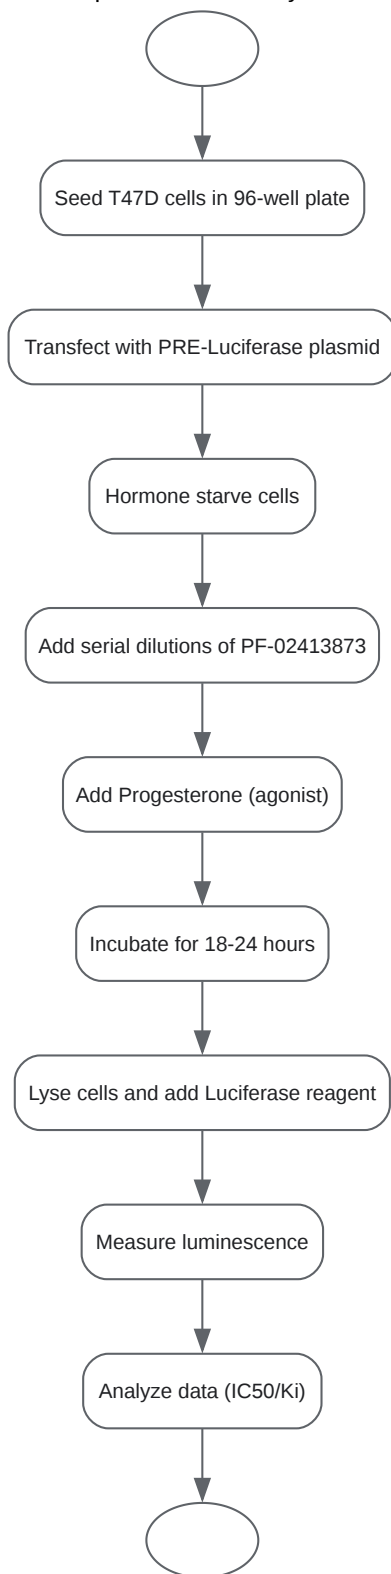 Seed T47D cells in 96-well plate
Transfect with PRE-Luciferase plasmid
Hormone starve cells
Add serial dilutions of PF-02413873
Add Progesterone (agonist)
Incubate for 18-24 hours
Lyse cells and add Luciferase reagent
Measure luminescence
Analyze data (IC50/Ki)